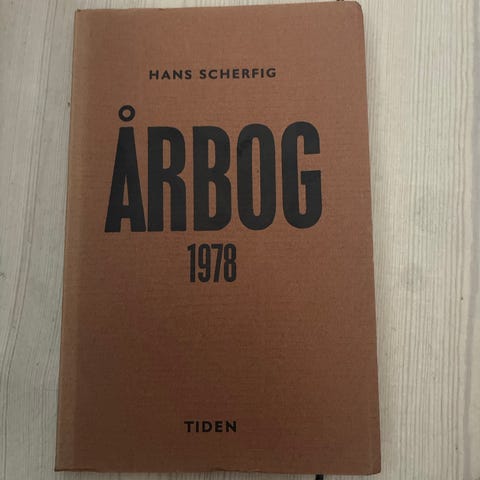 HANS SCHERFIG
ÅRBOG
1978
TIDEN